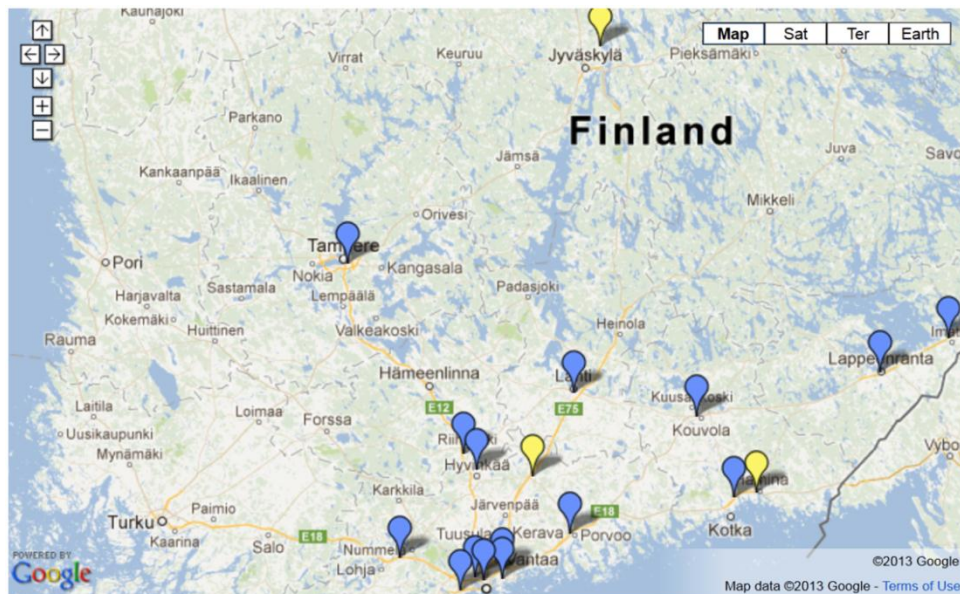 Kaunajoki
Map Sat Ter Earth
Virrat
Keuruu
Jyväskylä
Pieksämäki
Finland
Parkano
Jämsä
Juva
Savo
Kankaanpää
Ikaalinen
Mikkeli
Orivesi
Tampere
Pori
Nokia
Kangasala
Sastamala
Lempäälä
Padasjoki
Harjavalta
Kokemäki
Huittinen
Valkeakoski
Heinola
Rauma
Lappeenranta
Hämeenlinna
Lahti
Kuusankoski
Laitila
Loimaa
Forssa
E12
E75
Kouvola
Uusikaupunki
Mynämäki
Hyvinkää
Vybo
Karkkila
Järvenpää
Hamina
Turku
Paimio
E18
Kotka
Kaarina
Salo
E18
Nummela
Tuusula
Kerava
Porvoo
Lohja
Vantaa
POWERED BY
Google
©2013 Google
Map data ©2013 Google - Terms of Use